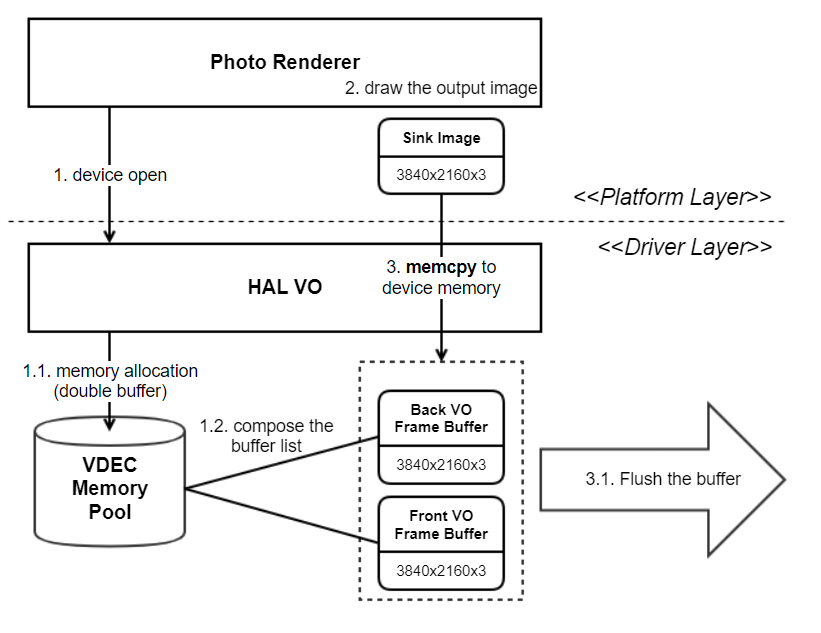 Photo Renderer
2. draw the output image
Sink Image
3840x2160x3
1. device open
<<Platform Layer>>
<<Driver Layer>>
HAL VO
3. memcpy to
device memory
1.1. memory allocation
(double buffer)
1.2. compose the
buffer list
VDEC
Memory
Pool
Back VO
Frame Buffer
3840x2160x3
Front VO
Frame Buffer
3840x2160x3
3.1. Flush the buffer